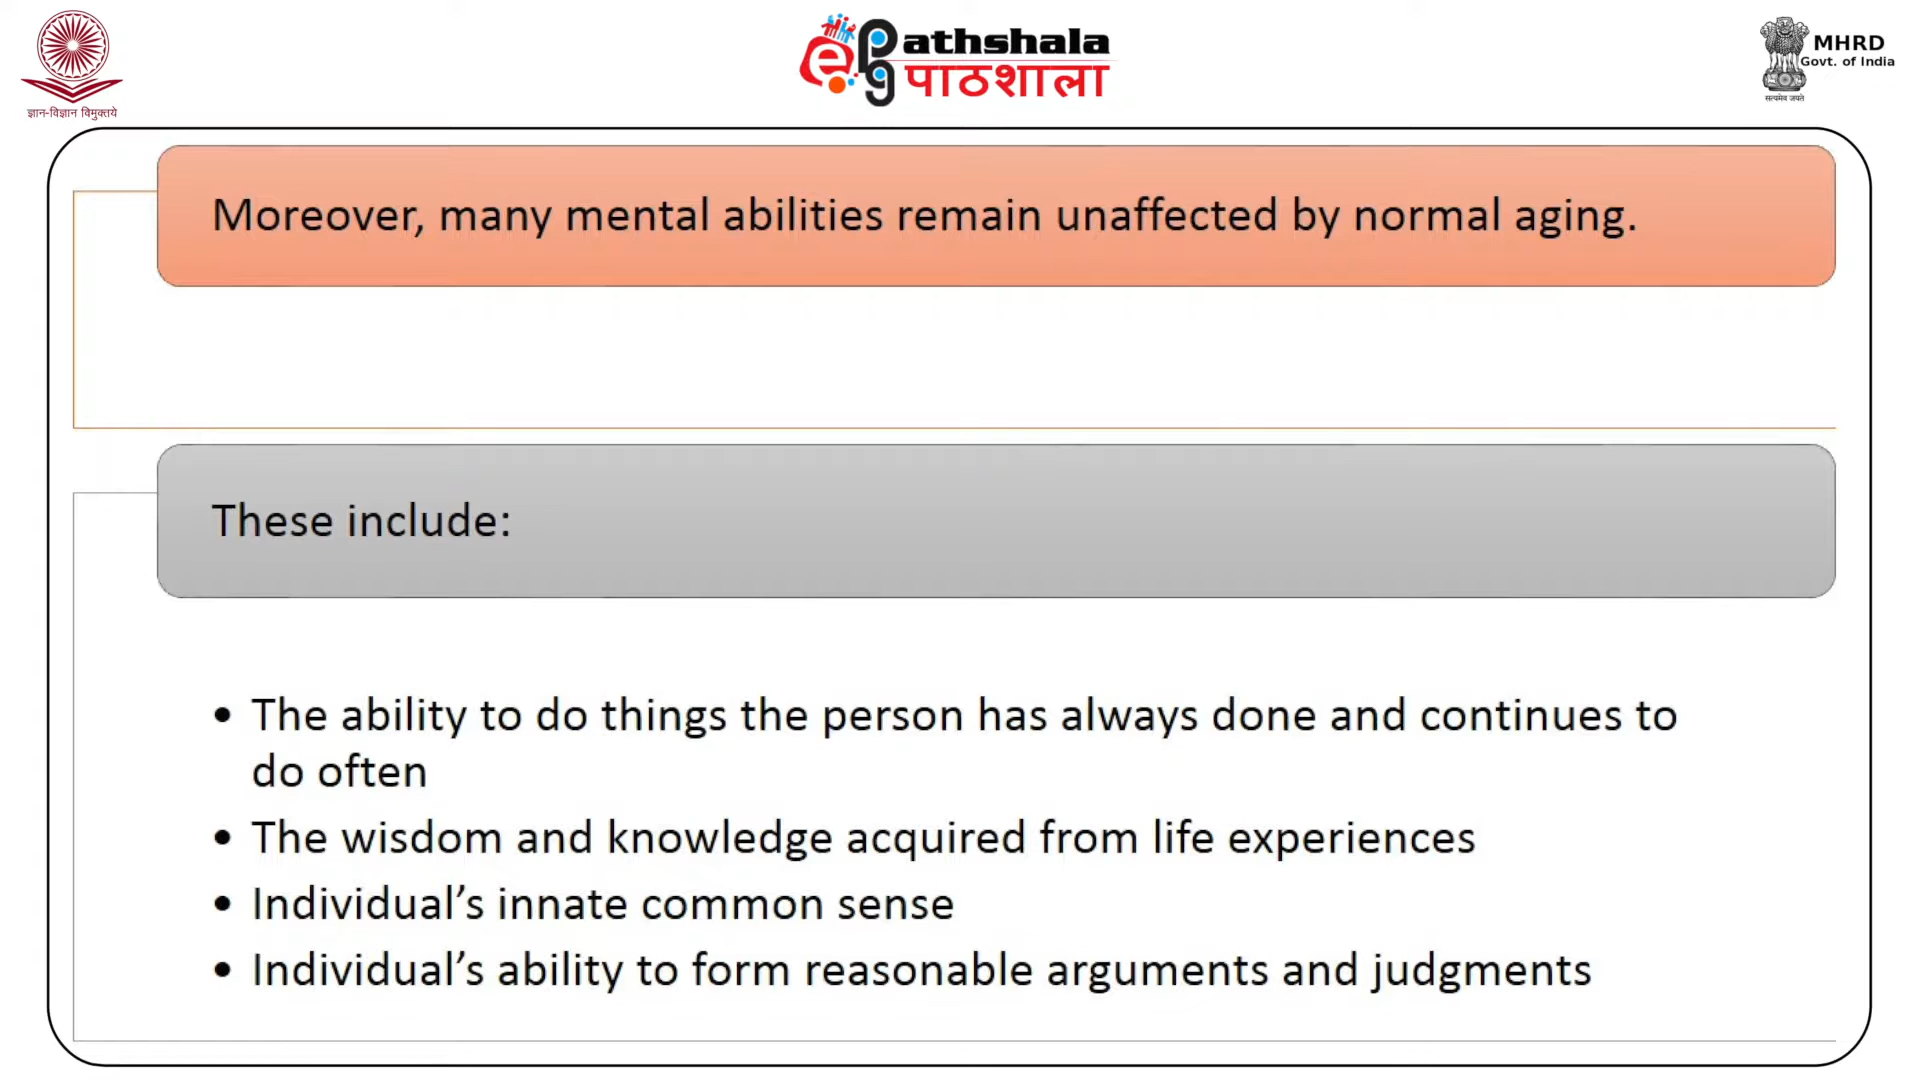 ज्ञान-विज्ञान विमुक्तये
e
pg
athshala
पाठशाला
MHRD
Govt. of India
सत्यमेव जयते
Moreover, many mental abilities remain unaffected by normal aging.
These include:
• The ability to do things the person has always done and continues to
do often
• The wisdom and knowledge acquired from life experiences
• Individual’s innate common sense
• Individual’s ability to form reasonable arguments and judgments